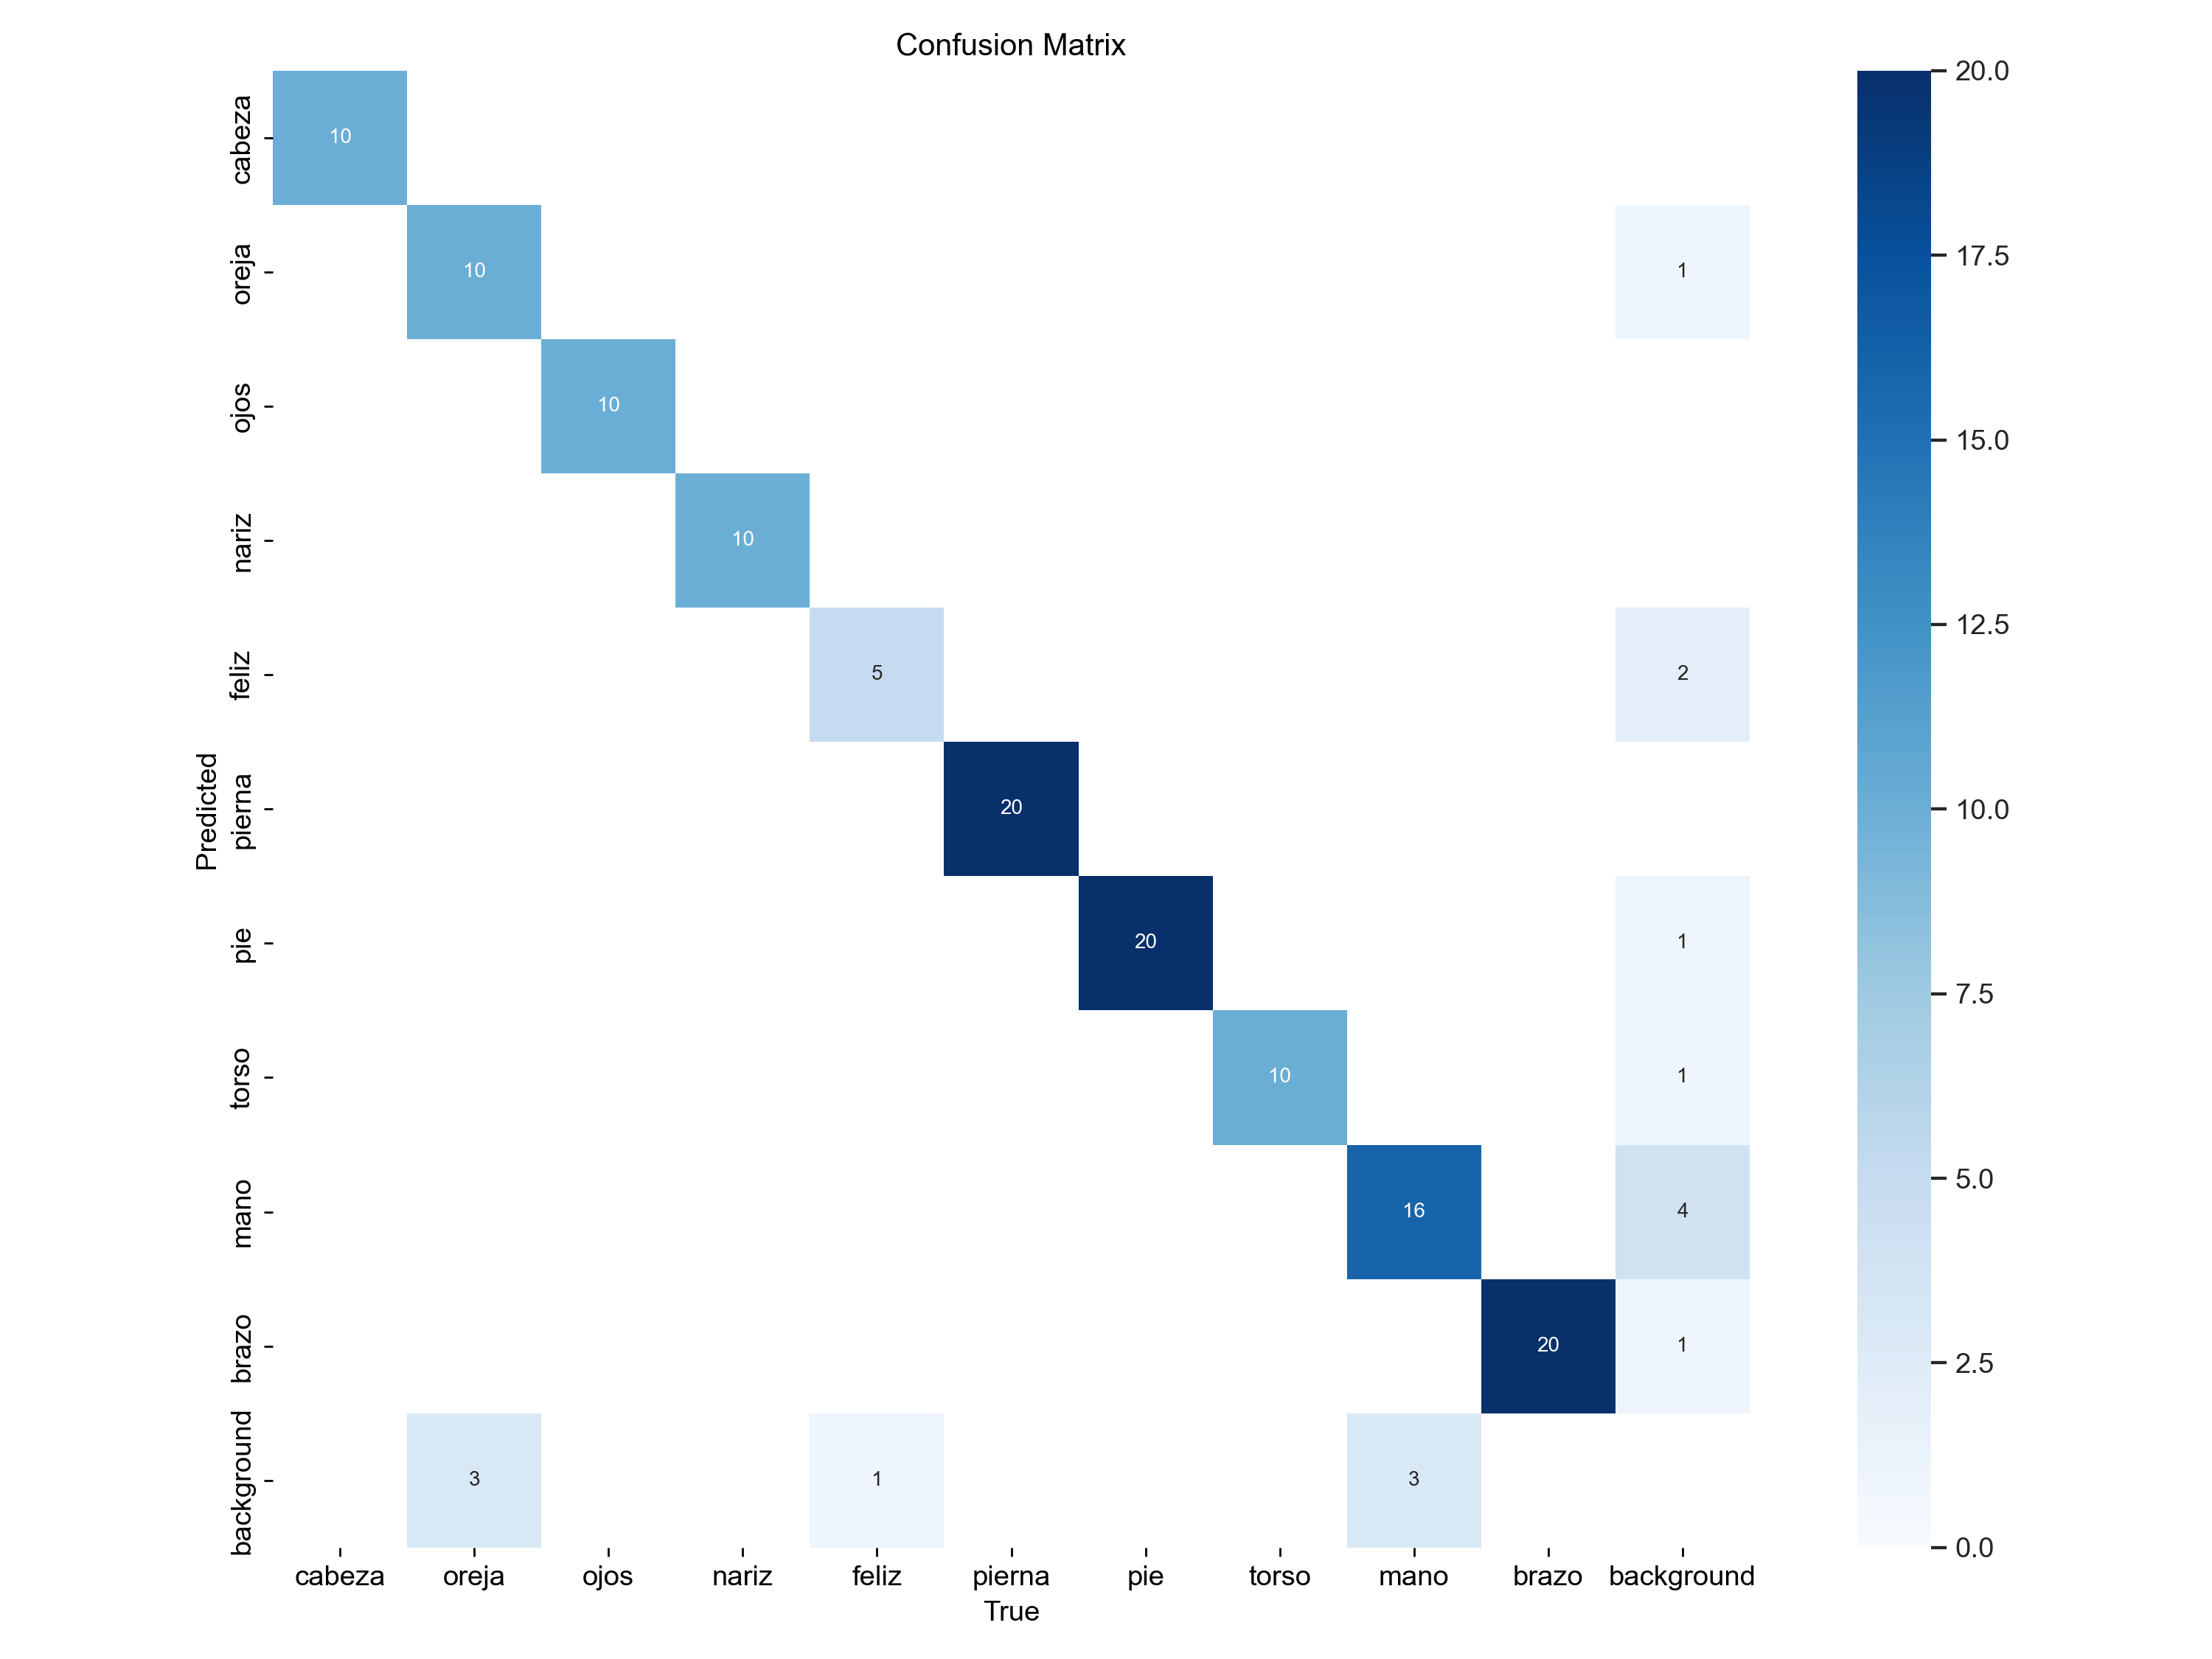 Confusion Matrix
cabeza 10
oreja 10 1
ojos 10
nariz 10
feliz 5 2
pierna 20
pie 20 1
torso 10 1
mano 16 4
brazo 20 1
background 3 1 3
Predicted
cabeza oreja ojos nariz feliz pierna pie torso mano brazo background
True
20.0
17.5
15.0
12.5
10.0
7.5
5.0
2.5
0.0